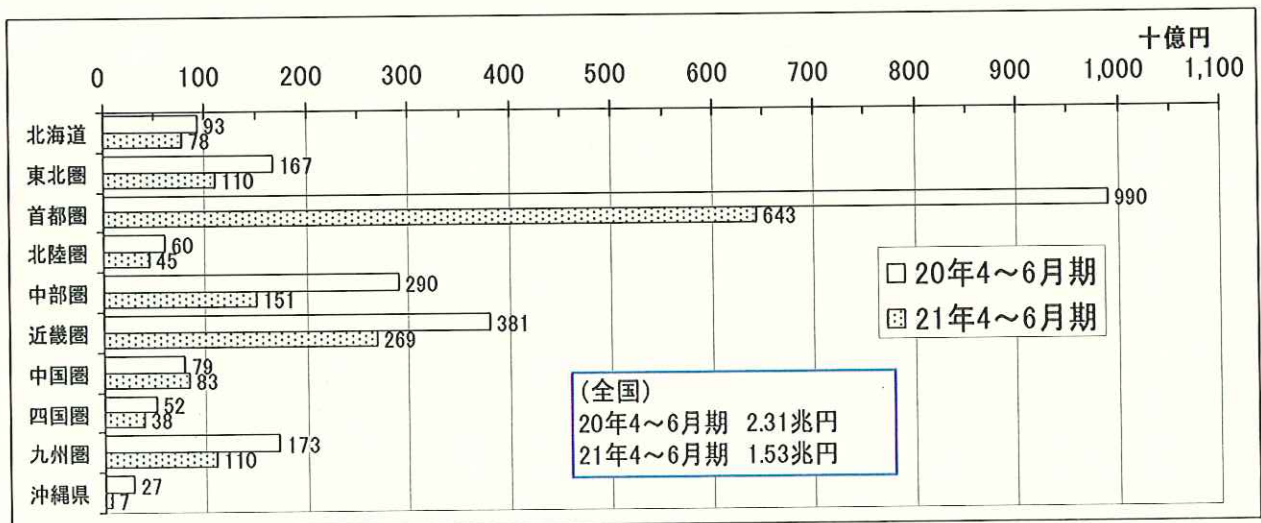 十億円
0 100 200 300 400 500 600 700 800 900 1,000 1,100
北海道 93
78
東北圏 167
110
首都圏 990
643
北陸圏 60
45
中部圏 290
151
近畿圏 381
269
中国圏 79
83
四国圏 52
38
九州圏 173
110
沖縄県 27
7
20年4～6月期
21年4～6月期
(全国)
20年4～6月期 2.31兆円
21年4～6月期 1.53兆円